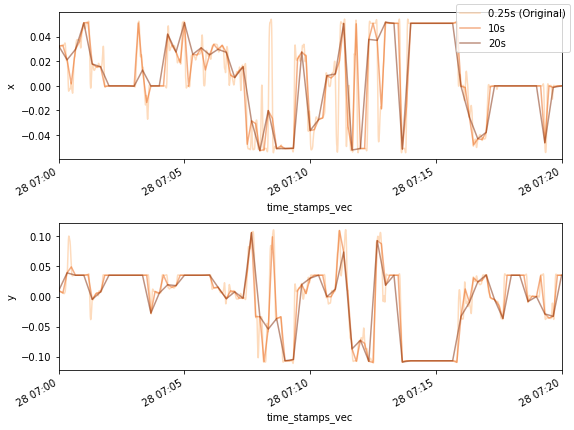 0.25s (Original)
10s
20s
0.04
0.02
0.00
−0.02
−0.04
x
28 07:00
28 07:05
28 07:10
28 07:15
28 07:20
time_stamps_vec
0.10
0.05
0.00
−0.05
−0.10
y
28 07:00
28 07:05
28 07:10
28 07:15
28 07:20
time_stamps_vec